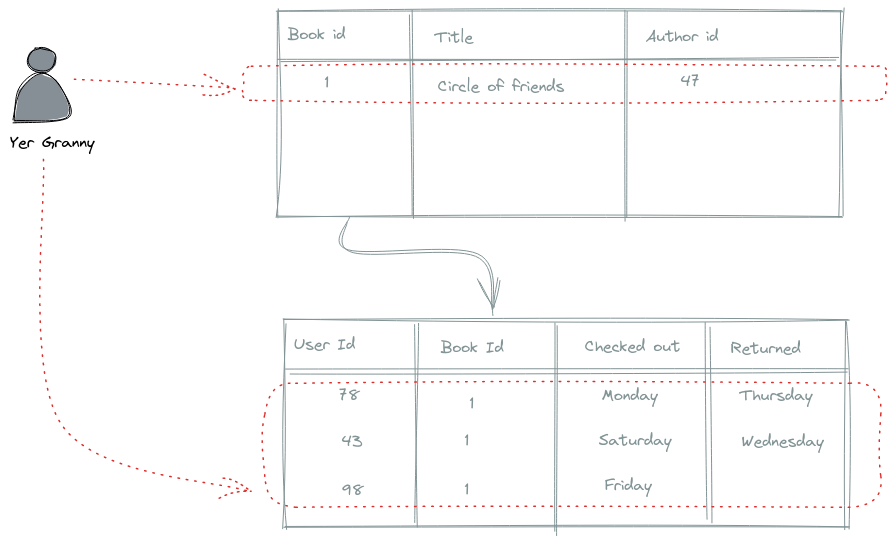 Book id Title Author id
1 Circle of friends 47
Yer Granny
User Id Book Id Checked out Returned
78 1 Monday Thursday
43 1 Saturday Wednesday
98 1 Friday